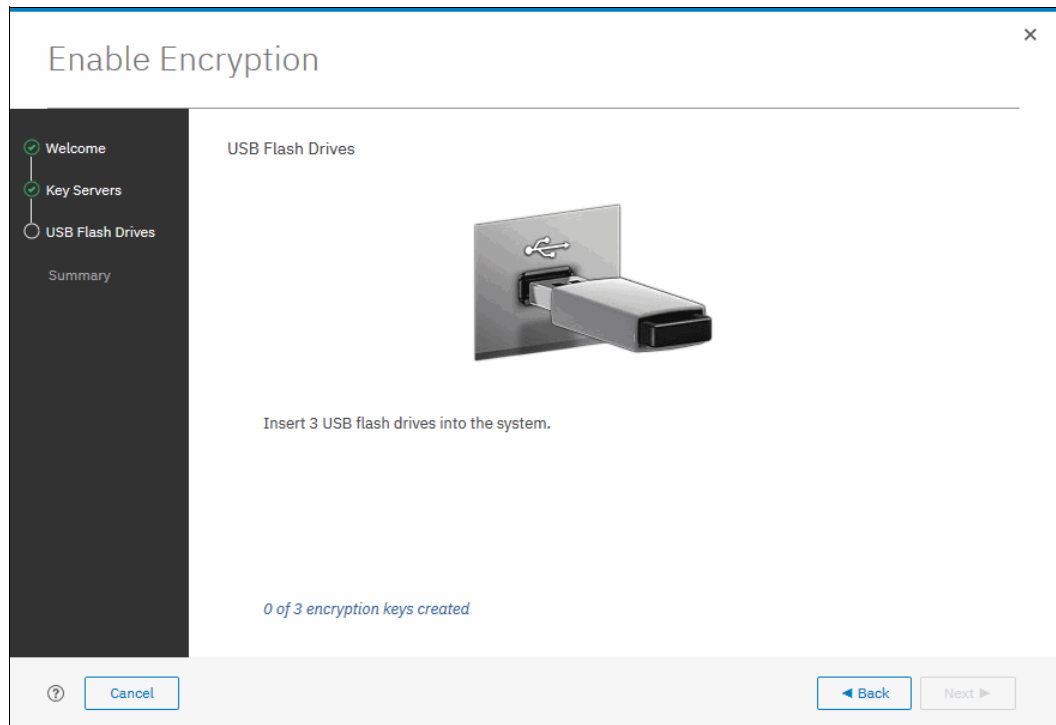 Enable Encryption
Welcome
Key Servers
USB Flash Drives
Summary
USB Flash Drives
Insert 3 USB flash drives into the system.
0 of 3 encryption keys created
Cancel
Back
Next